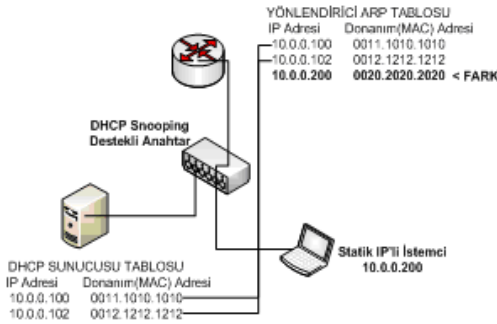 YÖNLENDİRİCİ ARP TABLOSU
IP Adresi Donanım(MAC) Adresi
10.0.0.100 0011.1010.1010
10.0.0.102 0012.1212.1212
10.0.0.200 0020.2020.2020 < FARK
DHCP Snooping
Destekli Anahtar
Statik IP'li İstemci
10.0.0.200
DHCP SUNUCUSU TABLOSU
IP Adresi Donanım(MAC) Adresi
10.0.0.100 0011.1010.1010
10.0.0.102 0012.1212.1212